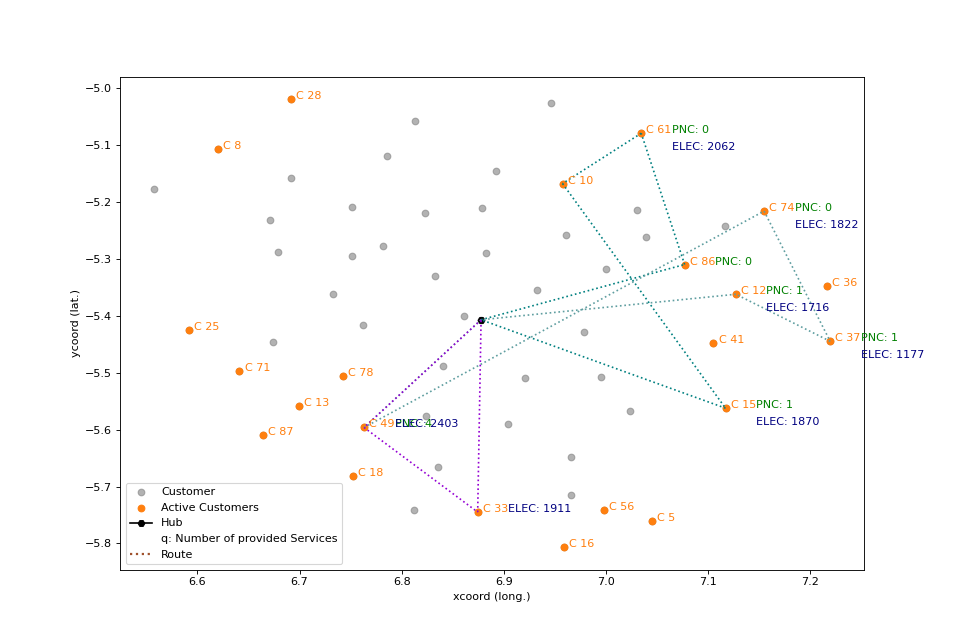 −5.0
−5.1
−5.2
−5.3
−5.4
−5.5
−5.6
−5.7
−5.8
ycoord (lat.)
C 28
C 8
C 61 PNC: 0
ELEC: 2062
C 10
C 74 PNC: 0
ELEC: 1822
C 86 PNC: 0
C 36
C 12 PNC: 1
ELEC: 1716
C 25
C 41
C 37 PNC: 1
ELEC: 1177
C 71
C 78
C 13
C 15 PNC: 1
ELEC: 1870
C 87
C 49 ELEC: 2403
C 18
C 33 ELEC: 1911
C 56
C 5
C 16
Customer
Active Customers
Hub
q: Number of provided Services
Route
6.6
6.7
6.8
6.9
7.0
7.1
7.2
xcoord (long.)